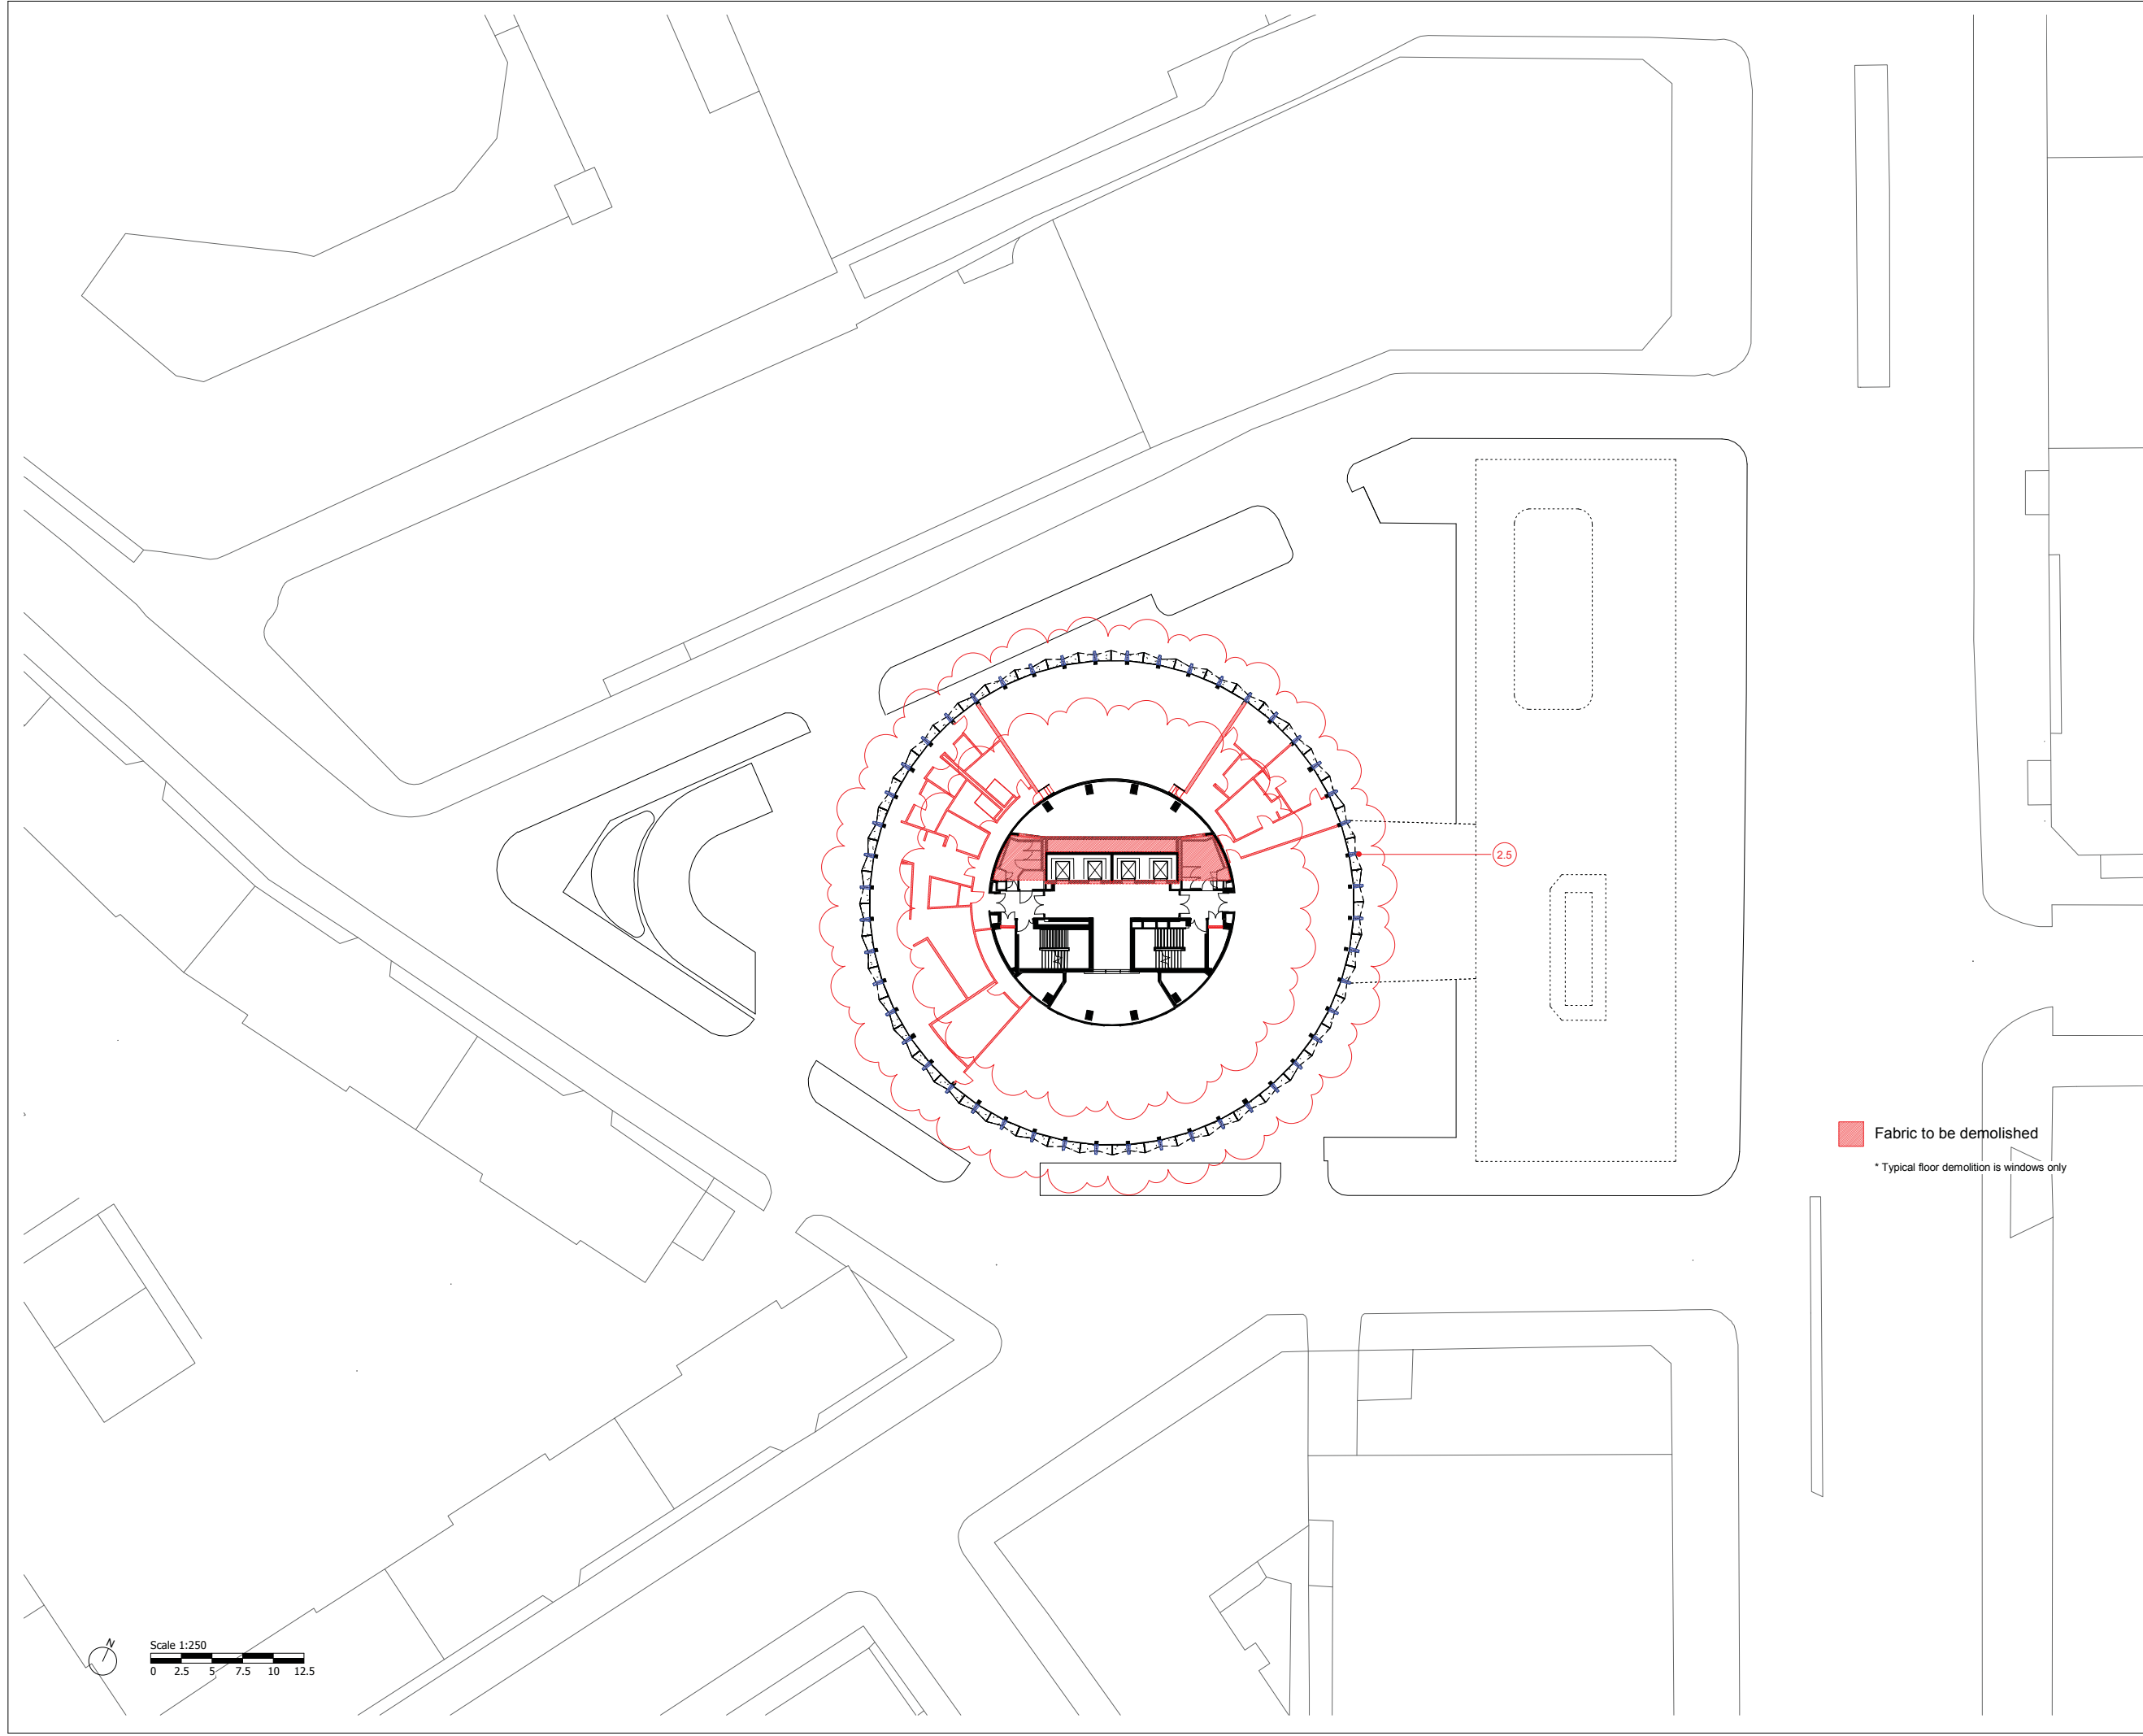 2.5
Fabric to be demolished
* Typical floor demolition is windows only
N
Scale 1:250
0 2.5 5 7.5 10 12.5